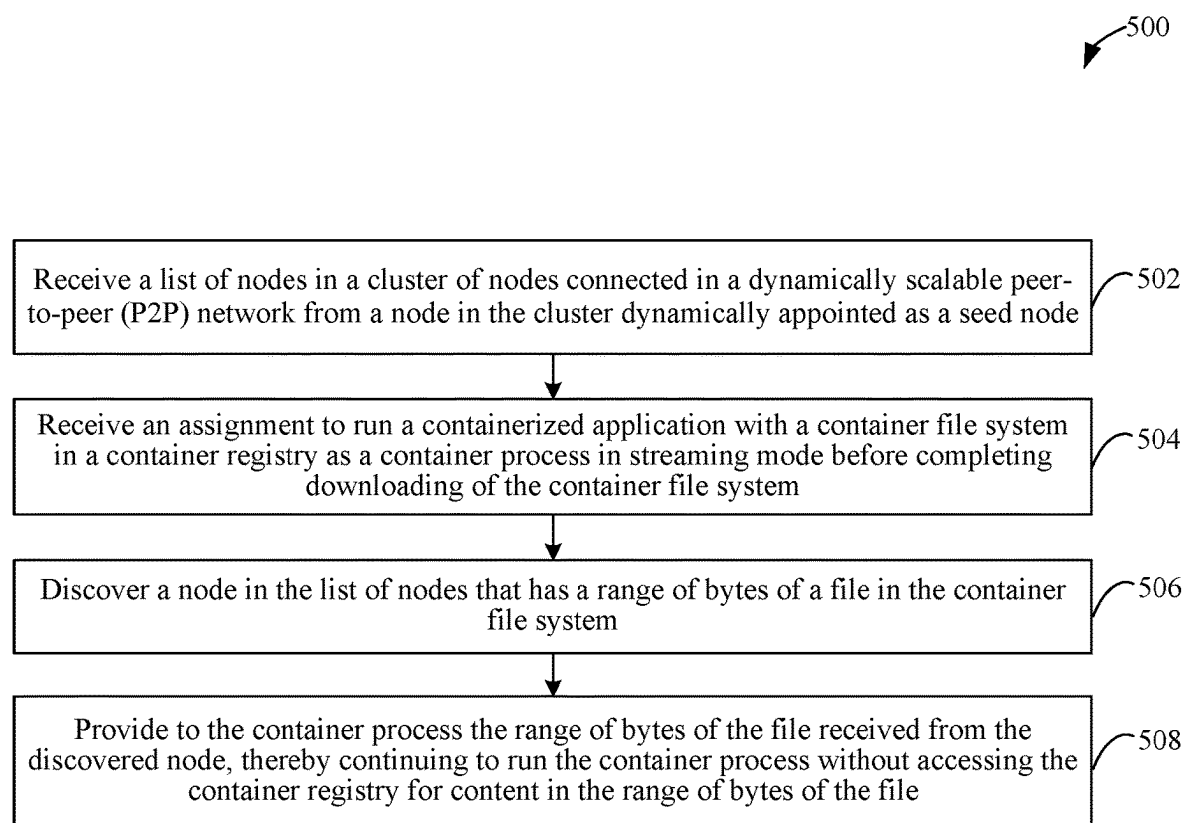 500
Receive a list of nodes in a cluster of nodes connected in a dynamically scalable peer-
to-peer (P2P) network from a node in the cluster dynamically appointed as a seed node
502
Receive an assignment to run a containerized application with a container file system
in a container registry as a container process in streaming mode before completing
downloading of the container file system
504
Discover a node in the list of nodes that has a range of bytes of a file in the container
file system
506
Provide to the container process the range of bytes of the file received from the
discovered node, thereby continuing to run the container process without accessing the
container registry for content in the range of bytes of the file
508